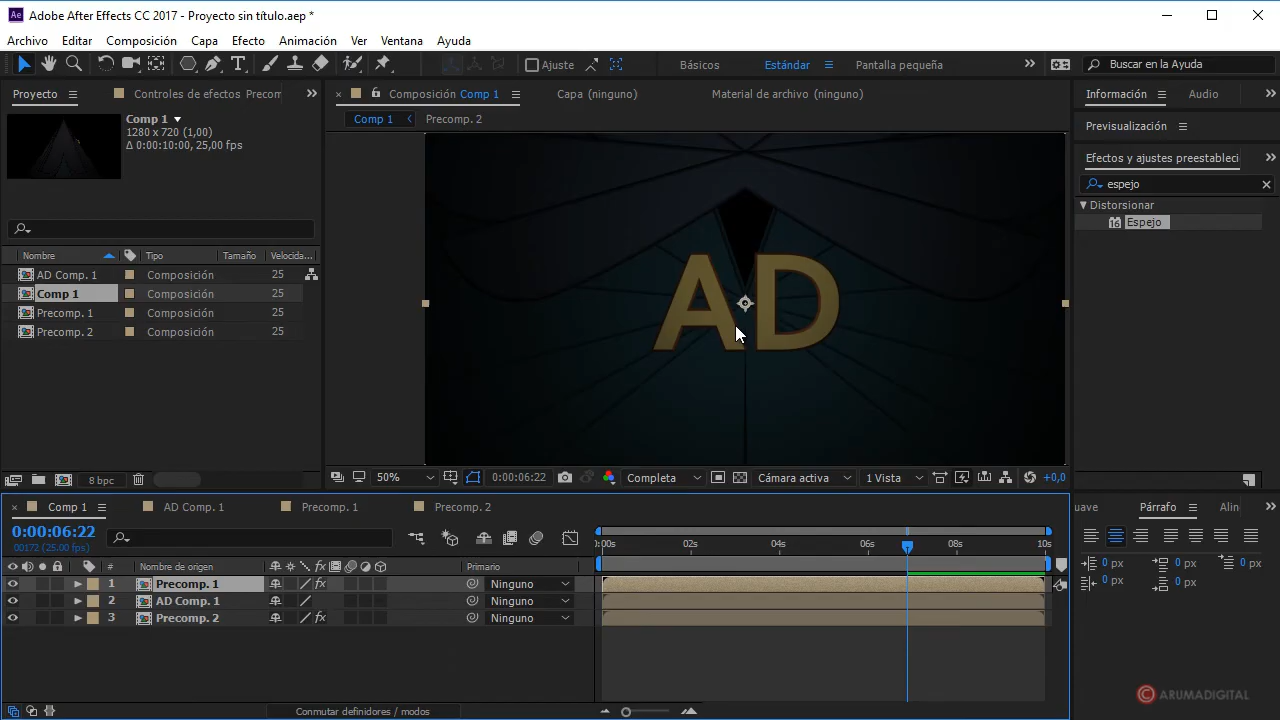 Ae Adobe After Effects CC 2017 - Proyecto sin título.aep *
Archivo Editar Composición Capa Efecto Animación Ver Ventana Ayuda
Ajuste Básicos Estándar Pantalla pequeña Buscar en la Ayuda
Proyecto Controles de efectos Precom
Composición Comp 1 Capa (ninguno) Material de archivo (ninguno)
Información Audio
Comp 1
1280 x 720 (1,00)
Δ 0:00:10:00, 25,00 fps
Comp 1 Precomp. 2
Previsualización
Efectos y ajustes preestableci
espejo
Distorsionar
16 Espejo
Nombre Tipo Tamaño Velocida...
AD Comp. 1 Composición 25
Comp 1 Composición 25
Precomp. 1 Composición 25
Precomp. 2 Composición 25
AD
8 bpc
50% 0:00:06:22 Completa Cámara activa 1 Vista +0,0
Comp 1 AD Comp. 1 Precomp. 1 Precomp. 2
uave Párrafo Alin
0:00:06:22
00172 (25.00 fps)
):00s 02s 04s 06s 08s 10s
# Nombre de origen fx Primario
1 Precomp. 1 fx Ninguno
2 AD Comp. 1 Ninguno
3 Precomp. 2 fx Ninguno
0 px 0 px 0 px
0 px 0 px
Conmutar definidores / modos
© ARUMADIGITAL